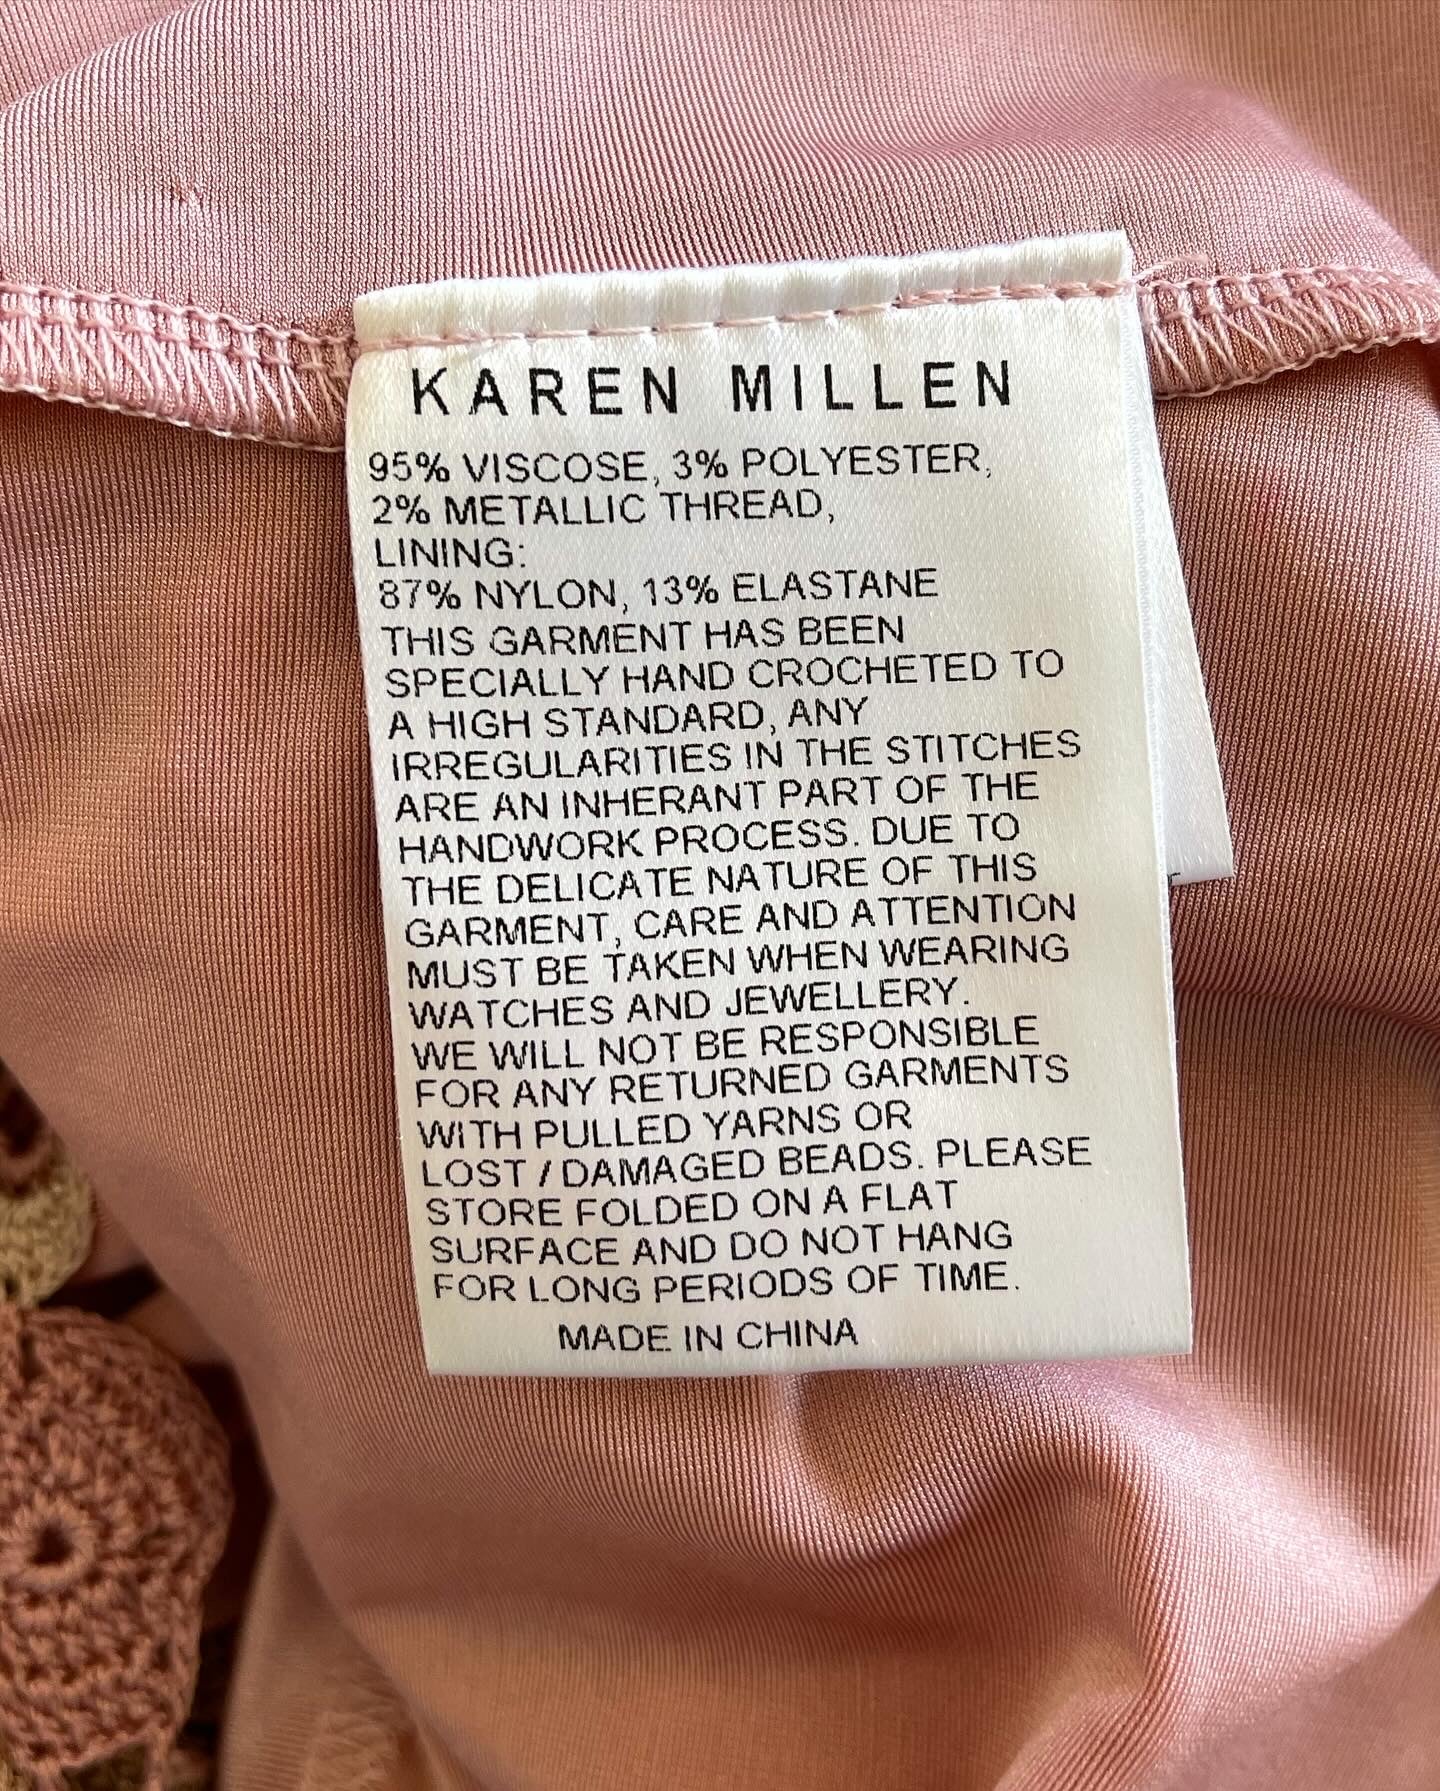 KAREN MILLEN
95% VISCOSE, 3% POLYESTER,
2% METALLIC THREAD,
LINING:
87% NYLON, 13% ELASTANE
THIS GARMENT HAS BEEN
SPECIALLY HAND CROCHETED TO
A HIGH STANDARD, ANY
IRREGULARITIES IN THE STITCHES
ARE AN INHERANT PART OF THE
HANDWORK PROCESS. DUE TO
THE DELICATE NATURE OF THIS
GARMENT, CARE AND ATTENTION
MUST BE TAKEN WHEN WEARING
WATCHES AND JEWELLERY.
WE WILL NOT BE RESPONSIBLE
FOR ANY RETURNED GARMENTS
WITH PULLED YARNS OR
LOST / DAMAGED BEADS. PLEASE
STORE FOLDED ON A FLAT
SURFACE AND DO NOT HANG
FOR LONG PERIODS OF TIME.
MADE IN CHINA